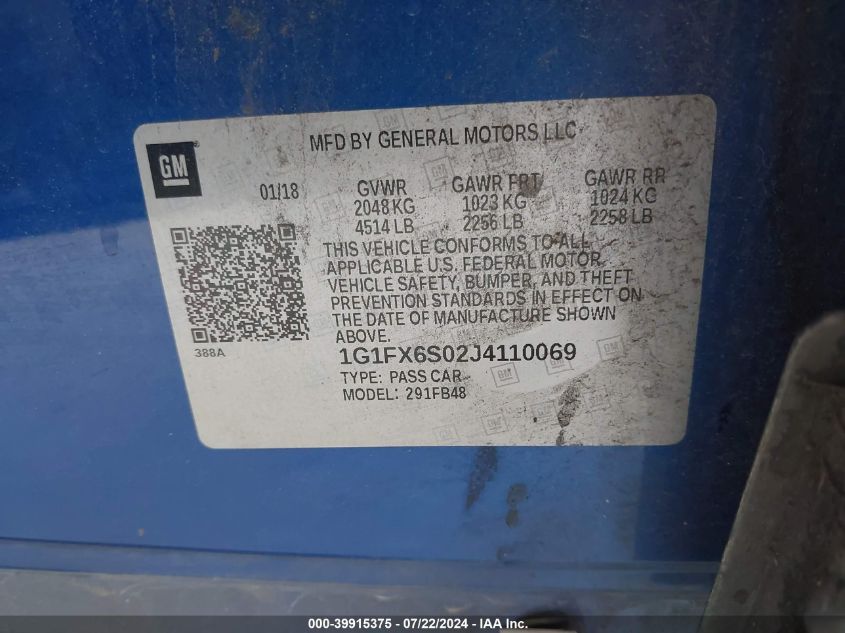 MFD BY GENERAL MOTORS LLC
GM
01/18
GVWR GAWR FRT GAWR RR
2048 KG 1023 KG 1024 KG
4514 LB 2256 LB 2258 LB
THIS VEHICLE CONFORMS TO ALL
APPLICABLE U.S. FEDERAL MOTOR
VEHICLE SAFETY, BUMPER, AND THEFT
PREVENTION STANDARDS IN EFFECT ON
THE DATE OF MANUFACTURE SHOWN
ABOVE.
388A
1G1FX6S02J4110069
TYPE: PASS CAR
MODEL: 291FB48
000-39915375 - 07/22/2024 - IAA Inc.